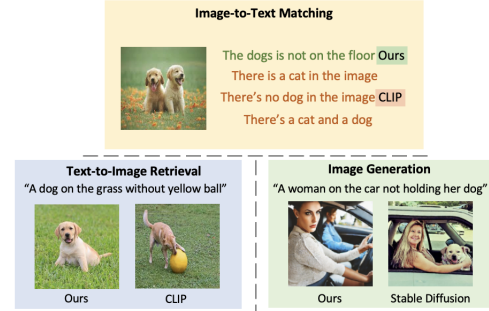 Image-to-Text Matching
The dogs is not on the floor Ours
There is a cat in the image
There's no dog in the image CLIP
There's a cat and a dog
Text-to-Image Retrieval
"A dog on the grass without yellow ball"
Ours
CLIP
Image Generation
"A woman on the car not holding her dog"
Ours
Stable Diffusion